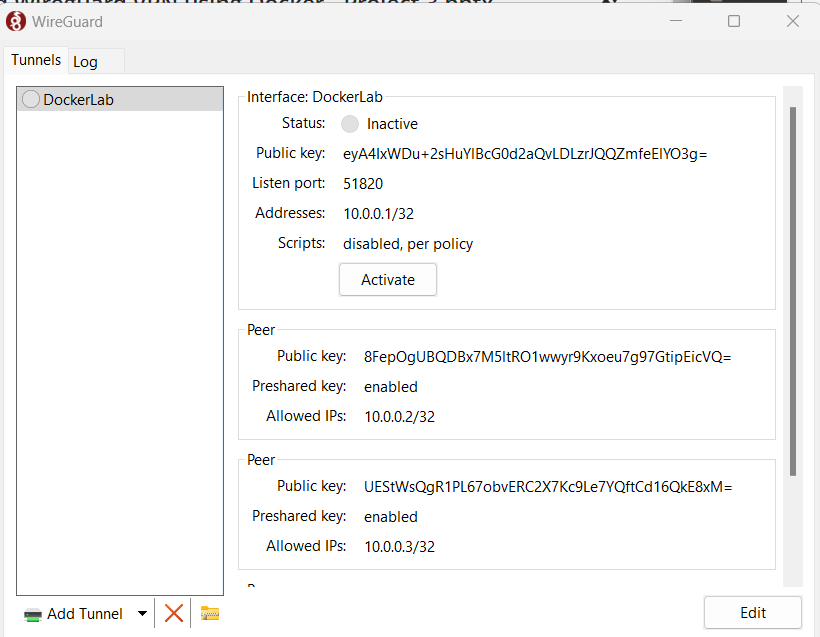 WireGuard
Tunnels
Log
DockerLab
Interface: DockerLab
Status: Inactive
Public key: eyA4IxWDu+2sHuYIBcG0d2aQvLDLzrJQQZmfeEIYO3g=
Listen port: 51820
Addresses: 10.0.0.1/32
Scripts: disabled, per policy
Activate
Peer
Public key: 8FepOgUBQDBx7M5ItRO1wwyr9Kxoeu7g97GtipEicVQ=
Preshared key: enabled
Allowed IPs: 10.0.0.2/32
Peer
Public key: UEStWsQgR1PL67obvERC2X7Kc9Le7YQftCd16QkE8xM=
Preshared key: enabled
Allowed IPs: 10.0.0.3/32
Add Tunnel
Edit